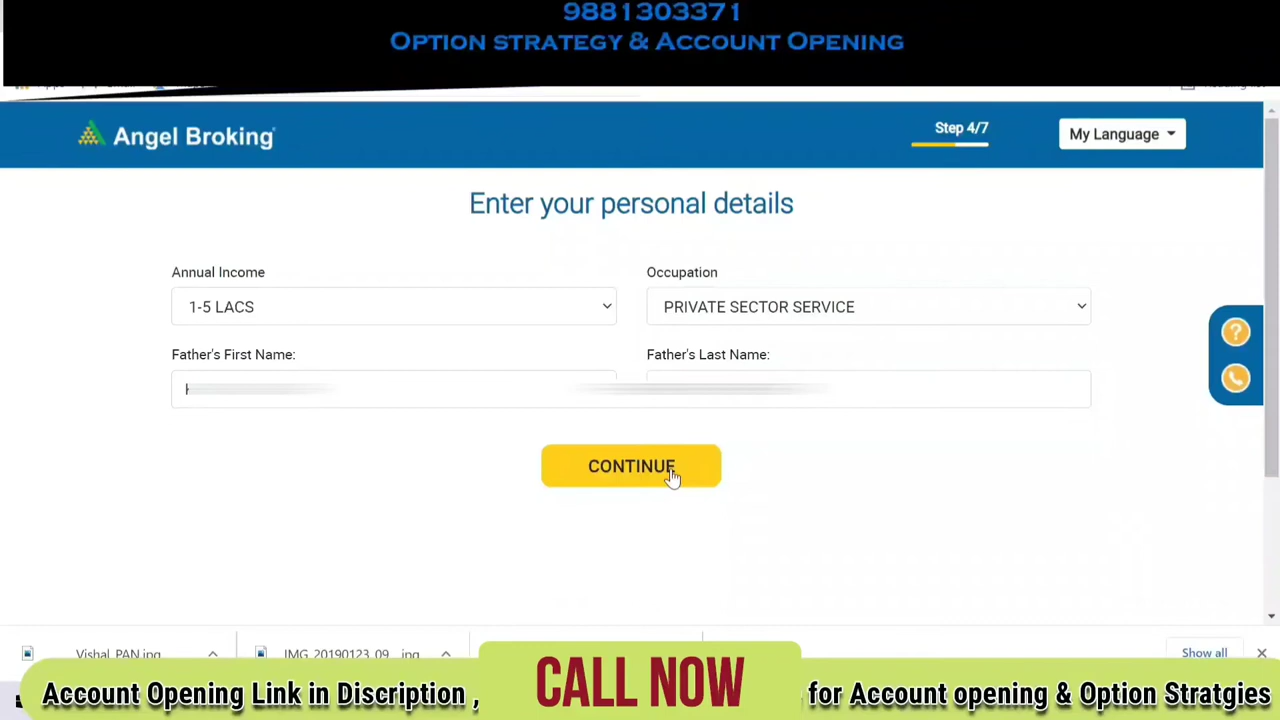 9881303371
Option strategy & Account Opening
Angel Broking
Step 4/7
My Language
Enter your personal details
Annual Income
Occupation
1-5 LACS
PRIVATE SECTOR SERVICE
Father's First Name:
Father's Last Name:
CONTINUE
Vishal PAN.jpg
IMG_20190123_09....jpg
Show all
Account Opening Link in Discription ,
CALL NOW
for Account opening & Option Stratgies